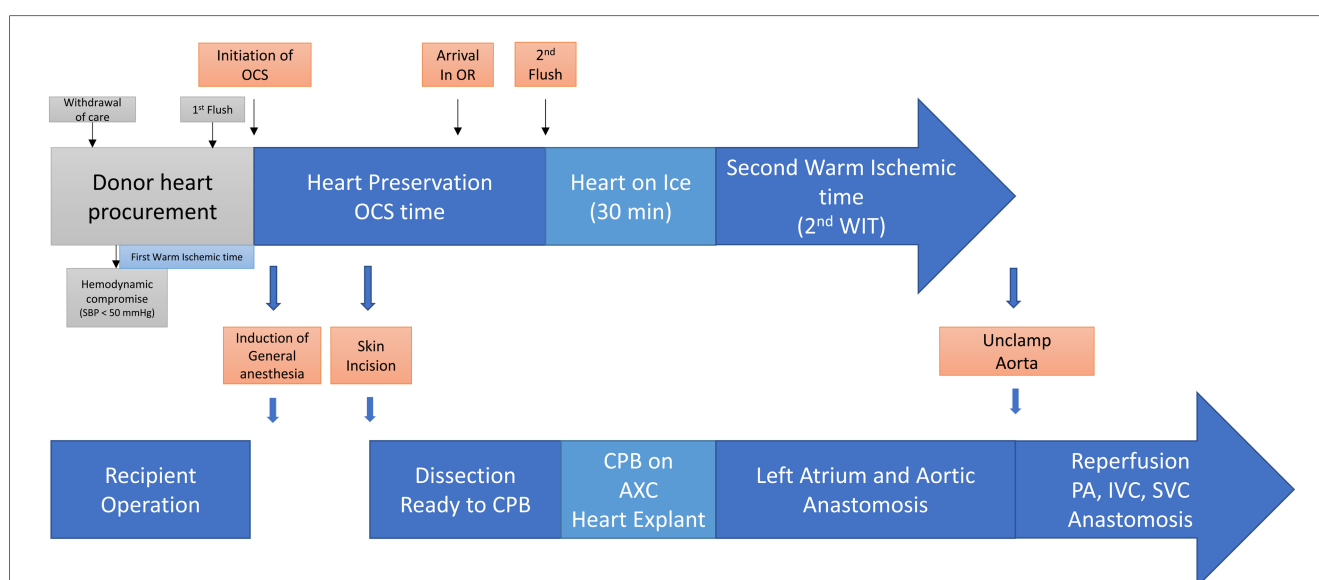 Initiation of
OCS
Arrival
In OR
2nd
Flush
Withdrawal
of care
1st Flush
Donor heart
procurement
Heart Preservation
OCS time
Heart on Ice
(30 min)
Second Warm Ischemic
time
(2nd WIT)
First Warm Ischemic time
Hemodynamic
compromise
(SBP < 50 mmHg)
Induction of
General
anesthesia
Skin
Incision
Unclamp
Aorta
Recipient
Operation
Dissection
Ready to CPB
CPB on
AXC
Heart Explant
Left Atrium and Aortic
Anastomosis
Reperfusion
PA, IVC, SVC
Anastomosis